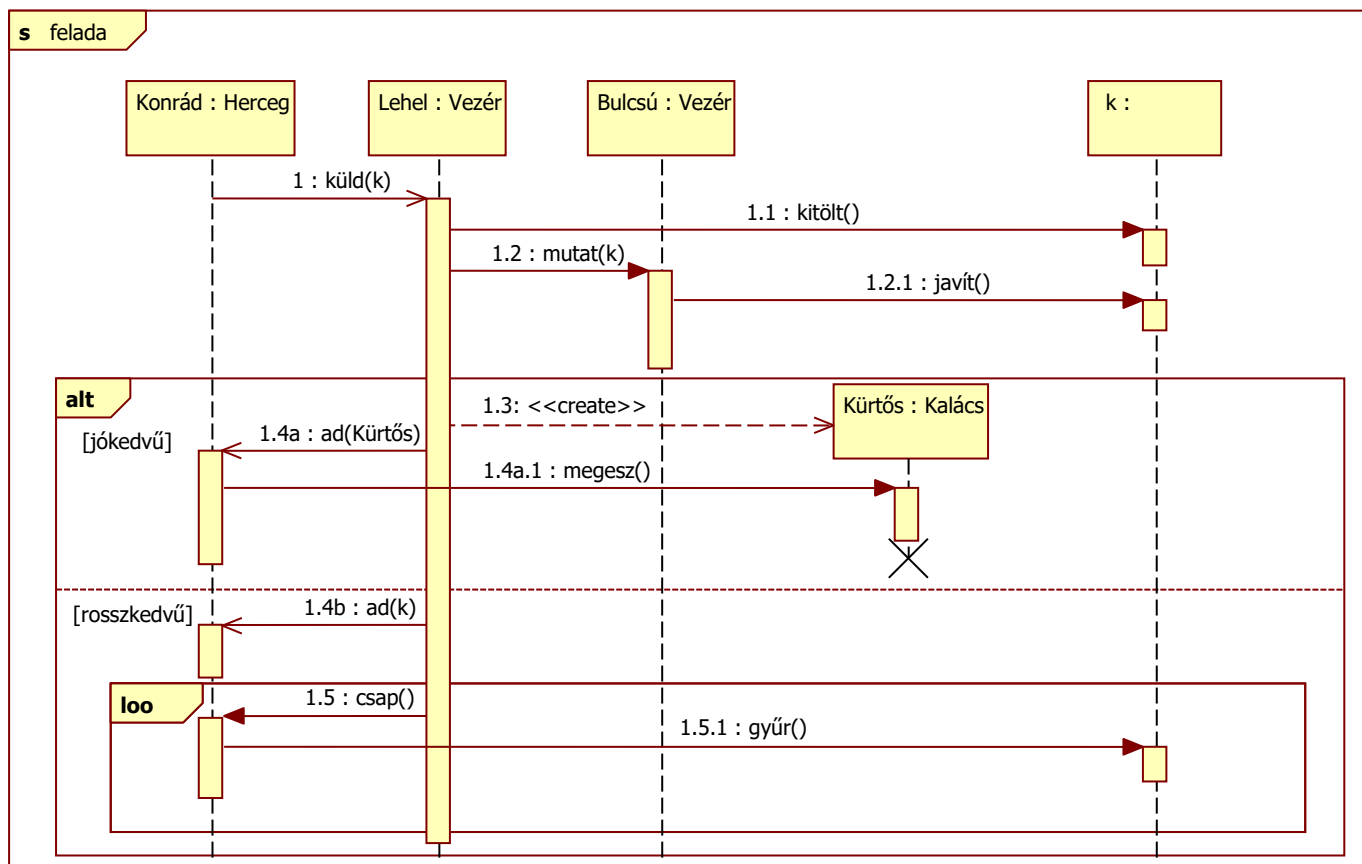 s felada
Konrád : Herceg
Lehel : Vezér
Bulcsú : Vezér
k :
1 : küld(k)
1.1 : kitölt()
1.2 : mutat(k)
1.2.1 : javít()
alt
[jókedvű]
1.3: <<create>>
Kürtős : Kalács
1.4a : ad(Kürtős)
1.4a.1 : megesz()
[rosszkedvű]
1.4b : ad(k)
loo
1.5 : csap()
1.5.1 : gyűr()